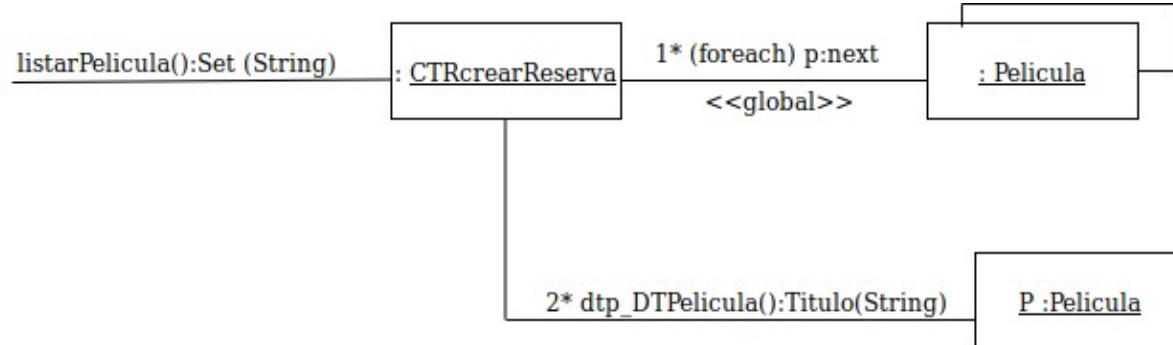 listarPelicula():Set (String)
: CTRcrearReserva
1* (foreach) p:next
<<global>>
: Pelicula
2* dtp_DTPelicula():Titulo(String)
P :Pelicula